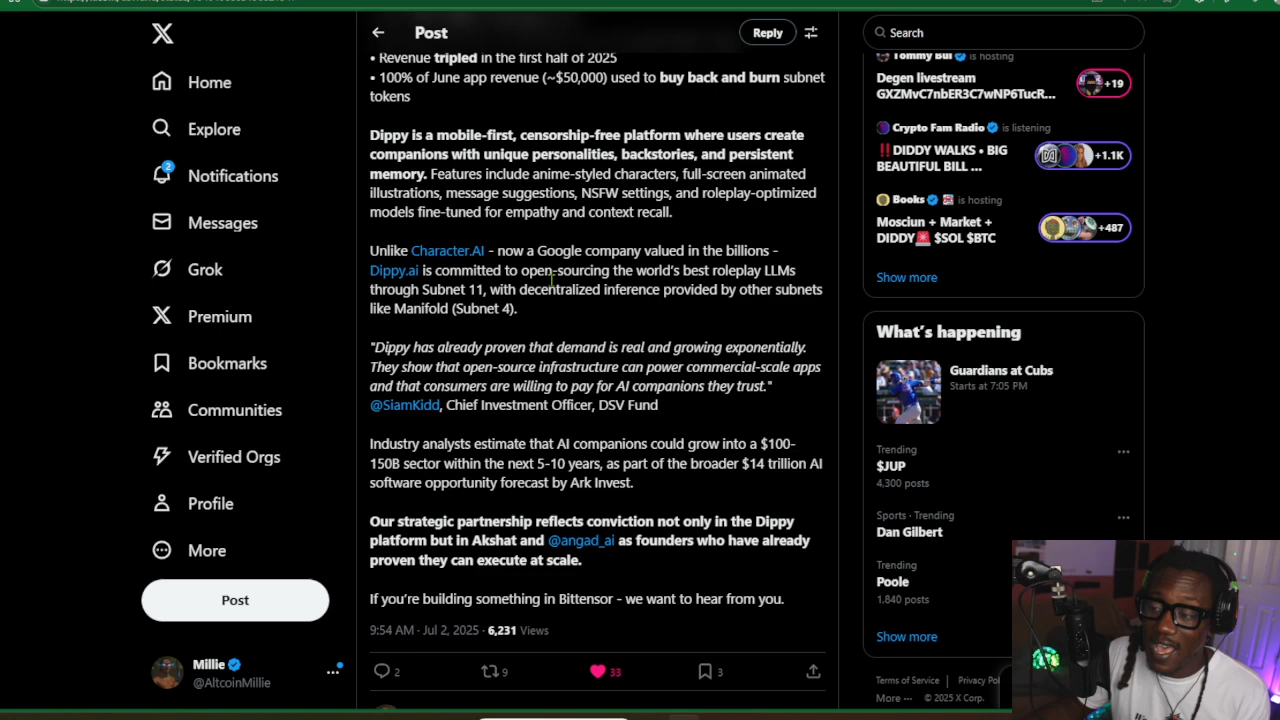 Post
Reply
Search
Home
Explore
2
Notifications
Messages
Grok
Premium
Bookmarks
Communities
Verified Orgs
Profile
More
Post
Millie
@AltcoinMillie
• Revenue tripled in the first half of 2025
• 100% of June app revenue (~$50,000) used to buy back and burn subnet
tokens
Dippy is a mobile-first, censorship-free platform where users create
companions with unique personalities, backstories, and persistent
memory. Features include anime-styled characters, full-screen animated
illustrations, message suggestions, NSFW settings, and roleplay-optimized
models fine-tuned for empathy and context recall.
Unlike Character.AI - now a Google company valued in the billions -
Dippy.ai is committed to open-sourcing the world's best roleplay LLMs
through Subnet 11, with decentralized inference provided by other subnets
like Manifold (Subnet 4).
"Dippy has already proven that demand is real and growing exponentially.
They show that open-source infrastructure can power commercial-scale apps
and that consumers are willing to pay for AI companions they trust."
@SiamKidd, Chief Investment Officer, DSV Fund
Industry analysts estimate that AI companions could grow into a $100-
150B sector within the next 5-10 years, as part of the broader $14 trillion AI
software opportunity forecast by Ark Invest.
Our strategic partnership reflects conviction not only in the Dippy
platform but in Akshat and @angad_ai as founders who have already
proven they can execute at scale.
If you're building something in Bittensor - we want to hear from you.
9:54 AM · Jul 2, 2025 · 6,231 Views
2 9 33 3
Tommy Bui is hosting
Degen livestream
GXZMvC7nbER3C7wNP6TucR...
+19
Crypto Fam Radio is listening
DIDDY WALKS • BIG
BEAUTIFUL BILL ...
+1.1K
Books is hosting
Mosciun + Market +
DIDDY $SOL $BTC
+487
Show more
What's happening
Guardians at Cubs
Starts at 7:05 PM
Trending
$JUP
4,300 posts
Sports · Trending
Dan Gilbert
Trending
Poole
1,840 posts
Show more
Terms of Service | Privacy Pol
More ··· © 2025 X Corp.